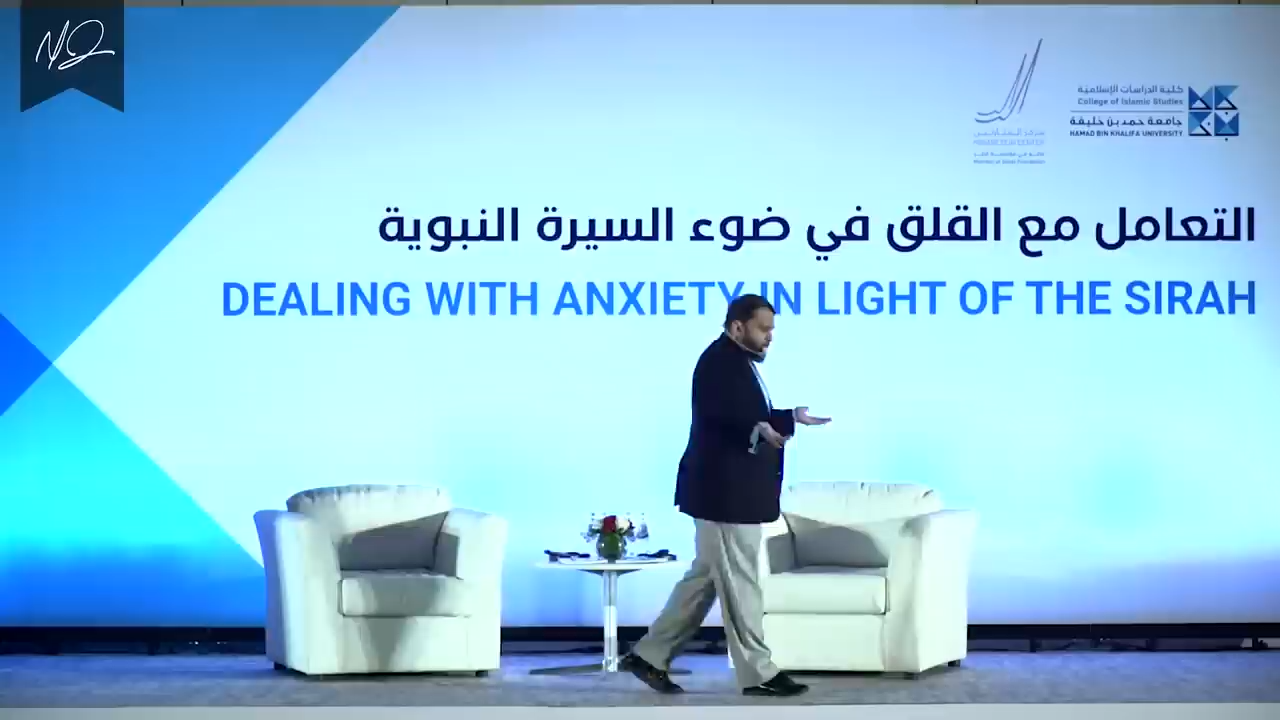 كلية الدراسات الإسلامية
College of Islamic Studies
جامعة حمد بن خليفة
HAMAD BIN KHALIFA UNIVERSITY
التعامل مع القلق في ضوء السيرة النبوية
DEALING WITH ANXIETY IN LIGHT OF THE SIRAH